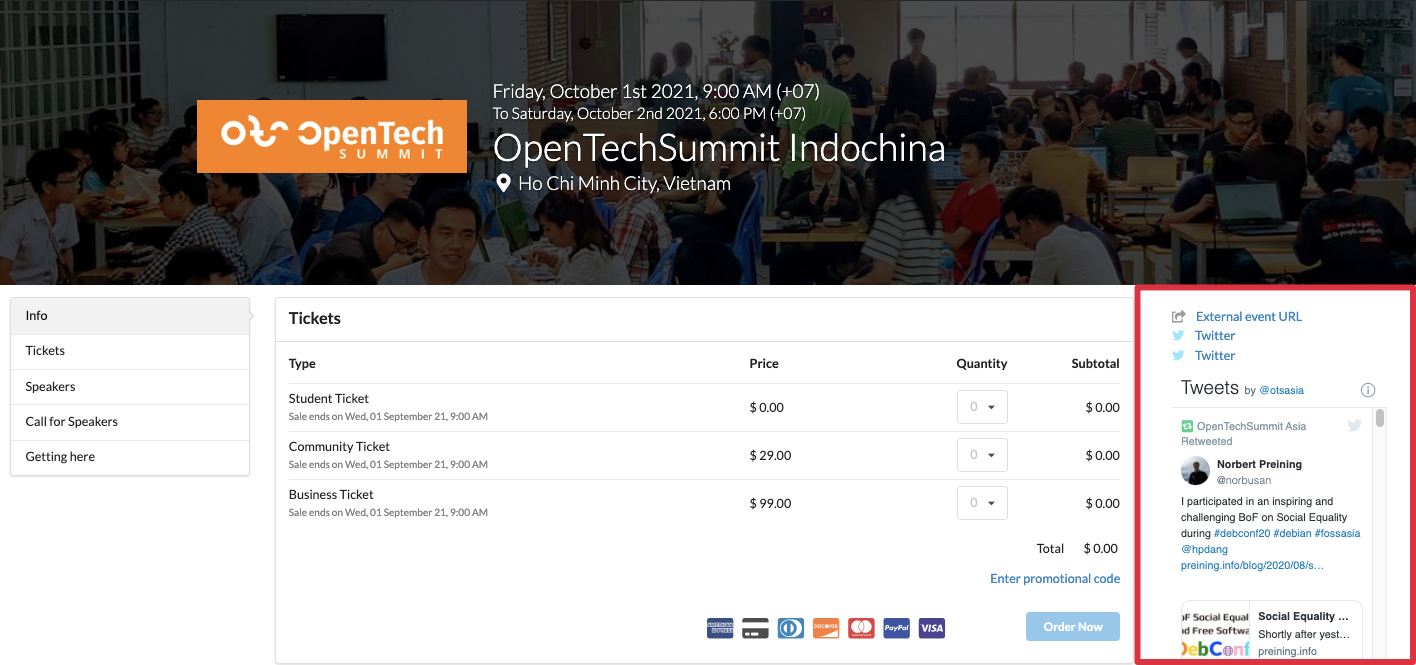 sawadeesign
Friday, October 1st 2021, 9:00 AM (+07)
To Saturday, October 2nd 2021, 6:00 PM (+07)
OpenTech
SUMMIT
OpenTechSummit Indochina
Ho Chi Minh City, Vietnam
Info
Tickets
Speakers
Call for Speakers
Getting here
Tickets
Type Price Quantity Subtotal
Student Ticket
Sale ends on Wed, 01 September 21, 9:00 AM
$ 0.00 0 $ 0.00
Community Ticket
Sale ends on Wed, 01 September 21, 9:00 AM
$ 29.00 0 $ 0.00
Business Ticket
Sale ends on Wed, 01 September 21, 9:00 AM
$ 99.00 0 $ 0.00
Total $ 0.00
Enter promotional code
AMERICAN EXPRESS DISCOVER PayPal VISA
Order Now
External event URL
Twitter
Twitter
Tweets by @otsasia
OpenTechSummit Asia
Retweeted
Norbert Preining
@norbusan
I participated in an inspiring and
challenging BoF on Social Equality
during #debconf20 #debian #fossasia
@hpdang
preining.info/blog/2020/08/s…
oF Social Equal
nd Free Softwa
DebConf
Social Equality ...
Shortly after yest...
preining.info